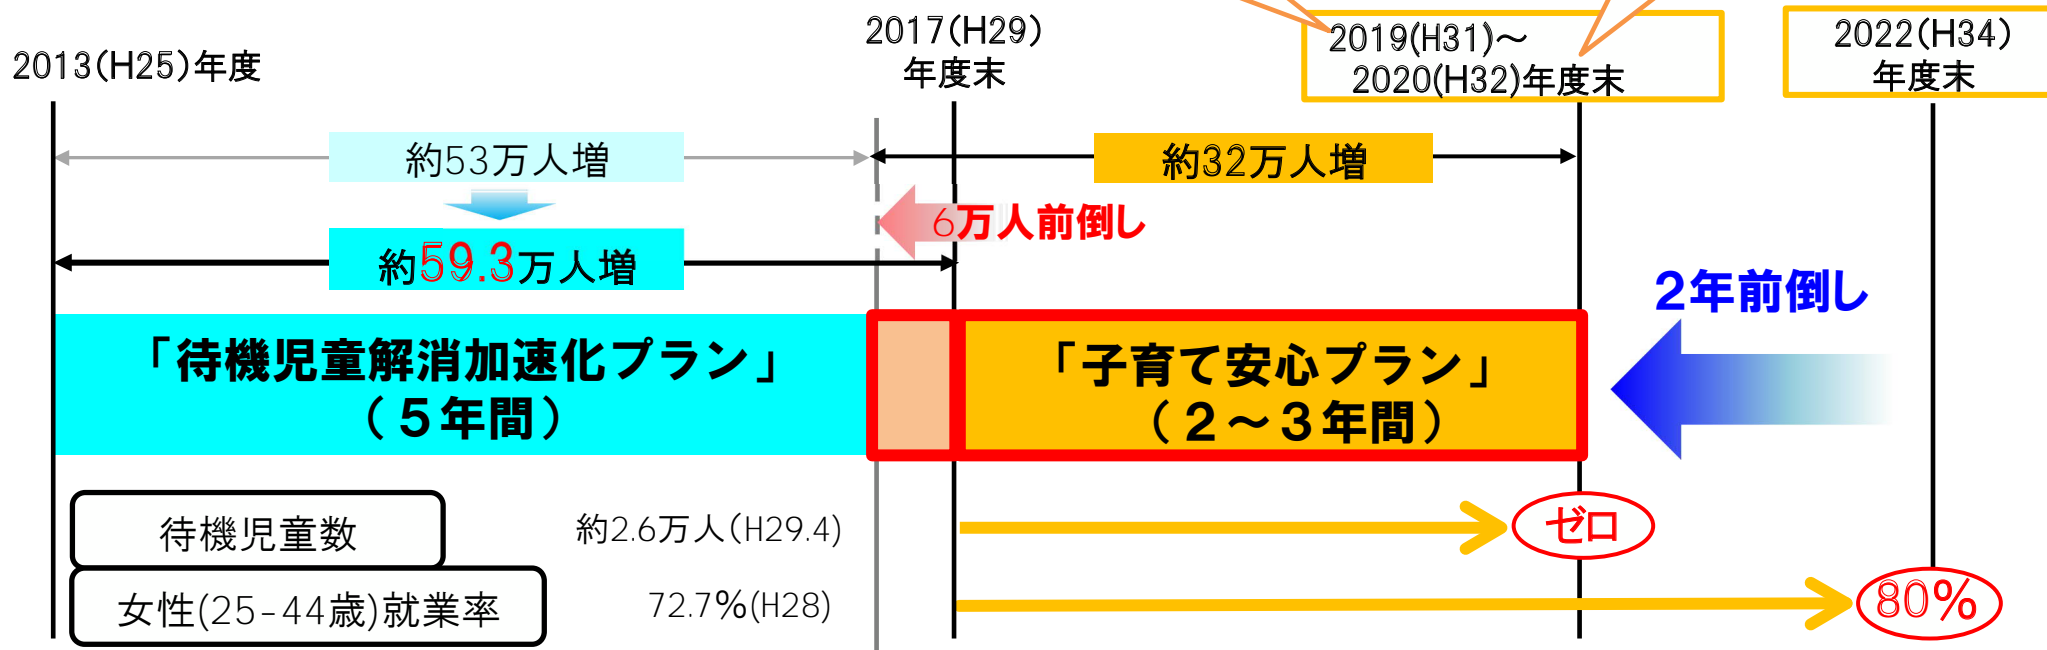 2013(H25)年度
2017(H29)
年度末
2019(H31)～
2020(H32)年度末
2022(H34)
年度末
約53万人増
約32万人増
6万人前倒し
約59.3万人増
2年前倒し
「待機児童解消加速化プラン」
(5年間)
「子育て安心プラン」
(2～3年間)
待機児童数
約2.6万人(H29.4)
ゼロ
女性(25-44歳)就業率
72.7%(H28)
80%